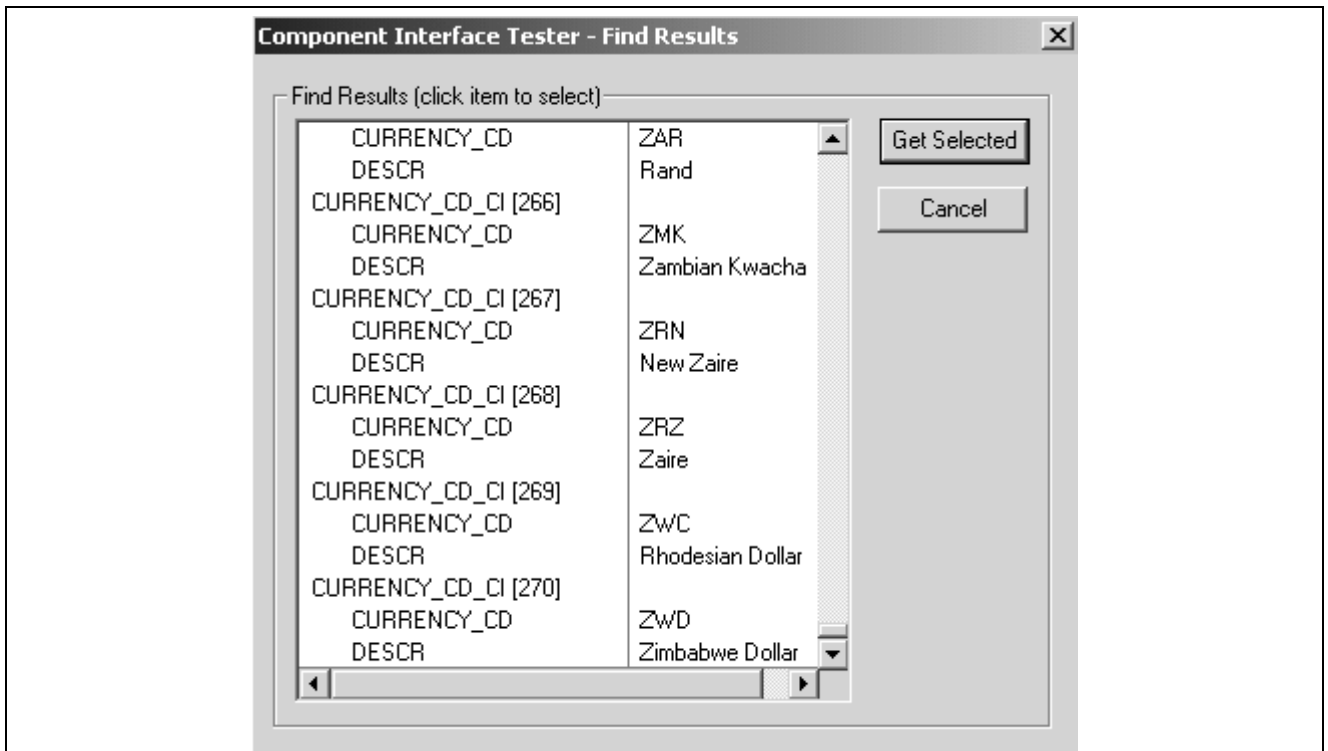 Component Interface Tester - Find Results
Find Results (click item to select)
CURRENCY_CD ZAR
Get Selected
DESCR Rand
CURRENCY_CD_CI [266]
Cancel
CURRENCY_CD ZMK
DESCR Zambian Kwacha
CURRENCY_CD_CI [267]
CURRENCY_CD ZRN
DESCR New Zaire
CURRENCY_CD_CI [268]
CURRENCY_CD ZRZ
DESCR Zaire
CURRENCY_CD_CI [269]
CURRENCY_CD ZWC
DESCR Rhodesian Dollar
CURRENCY_CD_CI [270]
CURRENCY_CD ZWD
DESCR Zimbabwe Dollar